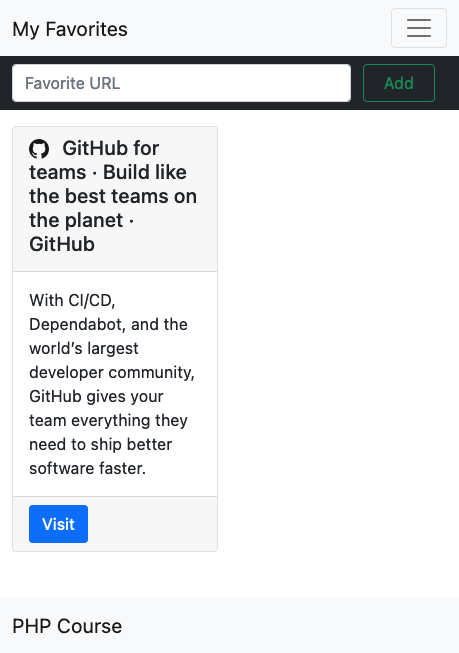 My Favorites
Favorite URL
Add
GitHub for
teams · Build like
the best teams on
the planet ·
GitHub
With CI/CD,
Dependabot, and the
world’s largest
developer community,
GitHub gives your
team everything they
need to ship better
software faster.
Visit
PHP Course